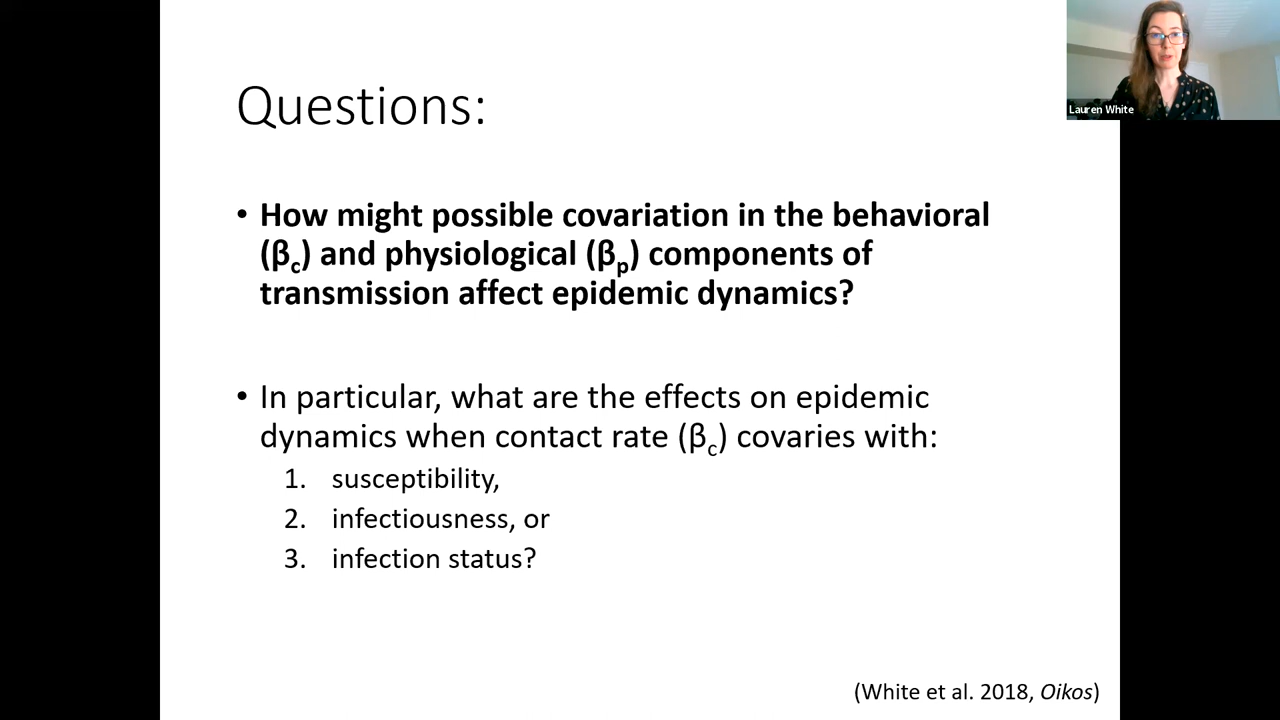 Lauren White
Questions:
• How might possible covariation in the behavioral
(βc) and physiological (βp) components of
transmission affect epidemic dynamics?
• In particular, what are the effects on epidemic
dynamics when contact rate (βc) covaries with:
1. susceptibility,
2. infectiousness, or
3. infection status?
(White et al. 2018, Oikos)